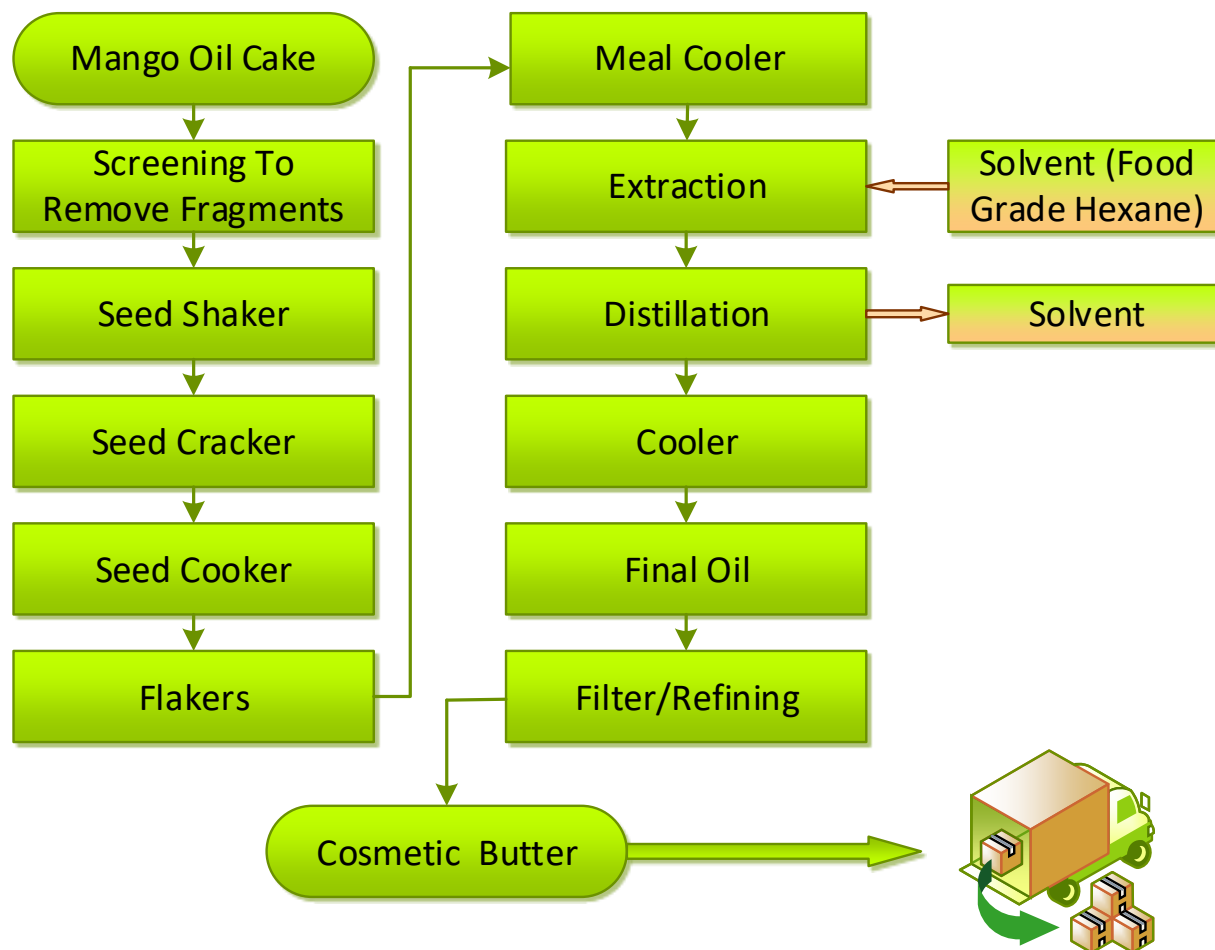 Mango Oil Cake
Screening To
Remove Fragments
Seed Shaker
Seed Cracker
Seed Cooker
Flakers
Meal Cooler
Extraction
Solvent (Food
Grade Hexane)
Distillation
Solvent
Cooler
Final Oil
Filter/Refining
Cosmetic Butter